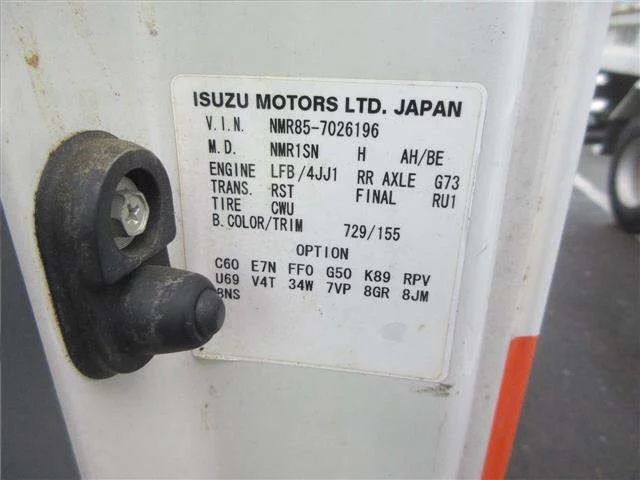 ISUZU MOTORS LTD. JAPAN
V.I.N. NMR85-7026196
M.D. NMR1SN H AH/BE
ENGINE LFB/4JJ1 RR AXLE G73
TRANS. RST FINAL RU1
TIRE CWU
B.COLOR/TRIM 729/155
OPTION
C60 E7N FF0 G50 K89 RPV
U69 V4T 34W 7VP 8GR 8JM
8NS